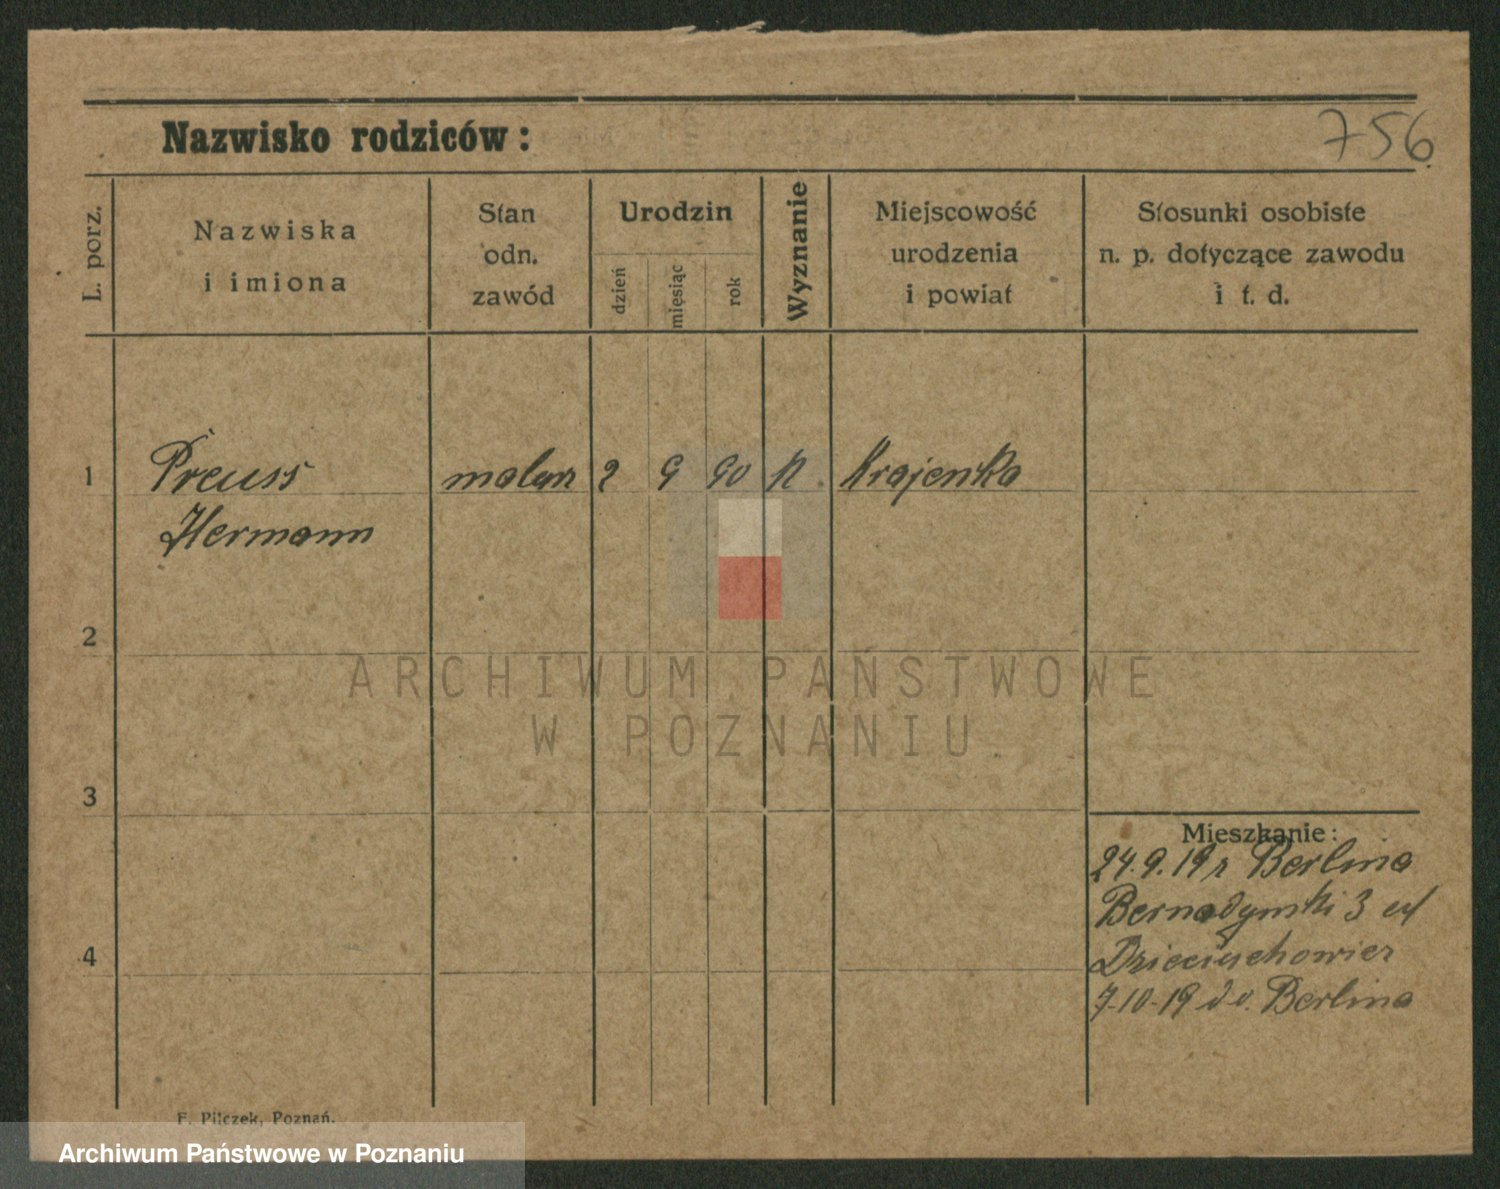 Nazwisko rodziców:
756
L. porz.
Nazwiska
i imiona
Stan
odn.
zawód
Urodzin
dzień
miesiąc
rok
Wyznanie
Miejscowość
urodzenia
i powiat
Stosunki osobiste
n. p. dotyczące zawodu
i t. d.
1
Preuss
malarz
2
9
90
K
Krajenka
Hermann
2
ARCHIWUM PAŃSTWOWE
W POZNANIU
3
Mieszkanie:
24.9.19 r Berlina
3
4
7-10-19 do Berlina
F. Pilczek, Poznań.
Archiwum Państwowe w Poznaniu